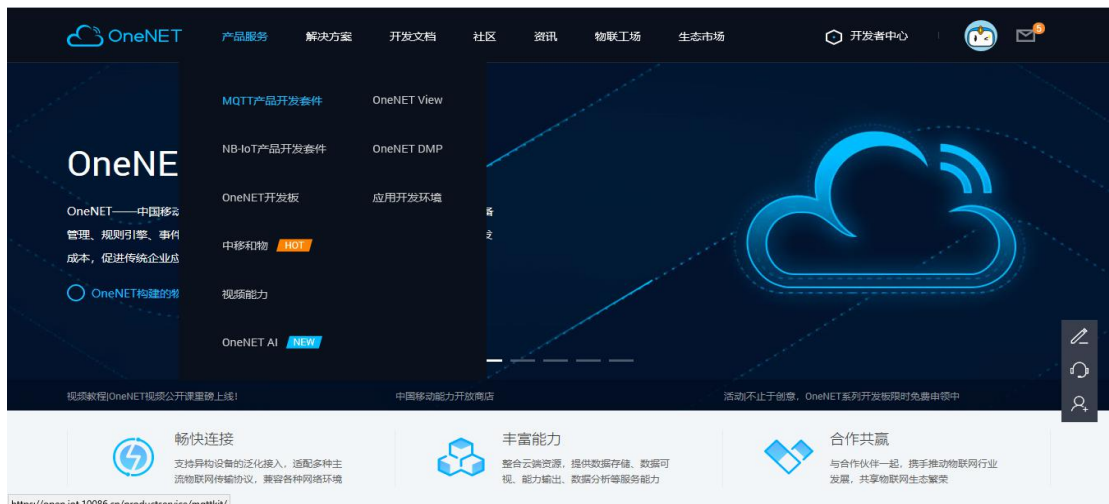 OneNET
产品服务
解决方案
开发文档
社区
资讯
物联工场
生态市场
开发者中心
5
MQTT产品开发套件
OneNET View
NB-IoT产品开发套件
OneNET DMP
OneNET开发板
应用开发环境
中移和物 HOT
视频能力
OneNET AI NEW
OneNE
OneNET——中国移
管理、规则引擎、事件
成本，促进传统企业应
OneNET构建的物
视频教程|OneNET视频公开课重磅上线!
中国移动能力开放商店
活动|不止于创意，OneNET系列开发板限时免费申领中
畅快连接
支持异构设备的泛化接入，适配多种主
流物联网传输协议，兼容各种网络环境
丰富能力
整合云端资源，提供数据存储、数据可
视、能力输出、数据分析等服务能力
合作共赢
与合作伙伴一起，携手推动物联网行业
发展，共享物联网生态繁荣